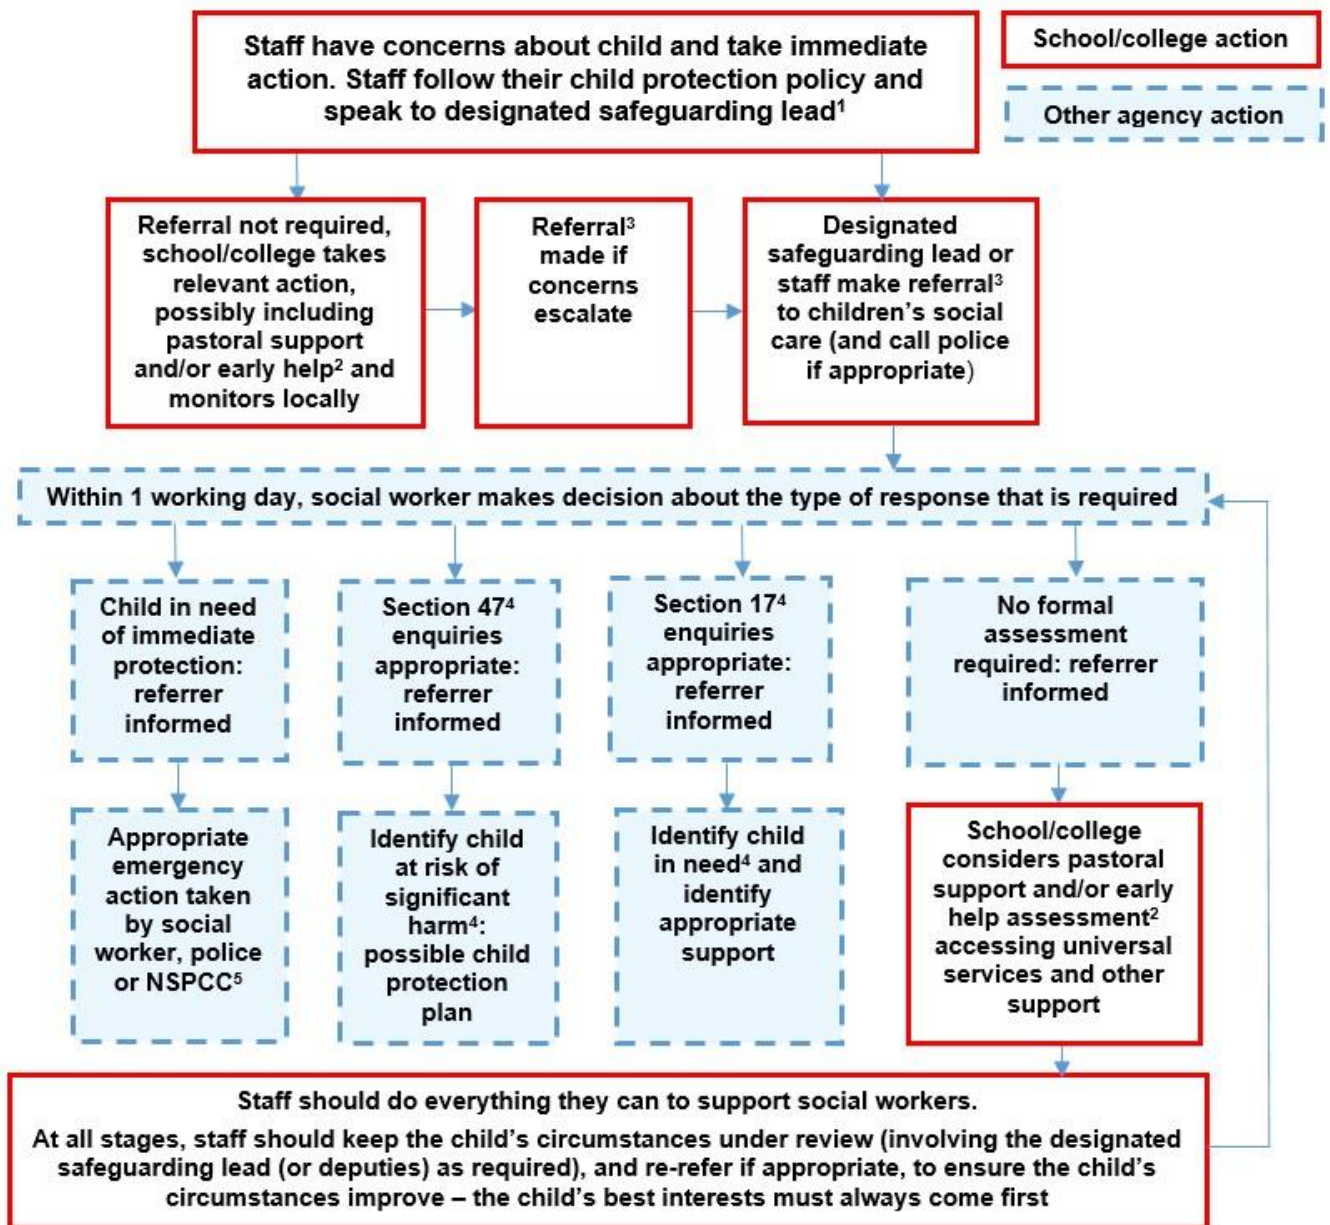 Staff have concerns about child and take immediate
action. Staff follow their child protection policy and
speak to designated safeguarding lead¹
School/college action
Other agency action
Referral not required,
school/college takes
relevant action,
possibly including
pastoral support
and/or early help² and
monitors locally
Referral³
made if
concerns
escalate
Designated
safeguarding lead or
staff make referral³
to children’s social
care (and call police
if appropriate)
Within 1 working day, social worker makes decision about the type of response that is required
Child in need
of immediate
protection:
referrer
informed
Section 47⁴
enquiries
appropriate:
referrer
informed
Section 17⁴
enquiries
appropriate:
referrer
informed
No formal
assessment
required: referrer
informed
Appropriate
emergency
action taken
by social
worker, police
or NSPCC⁵
Identify child
at risk of
significant
harm⁴:
possible child
protection
plan
Identify child
in need⁴ and
identify
appropriate
support
School/college
considers pastoral
support and/or early
help assessment²
accessing universal
services and other
support
Staff should do everything they can to support social workers.
At all stages, staff should keep the child’s circumstances under review (involving the designated
safeguarding lead (or deputies) as required), and re-refer if appropriate, to ensure the child’s
circumstances improve – the child’s best interests must always come first